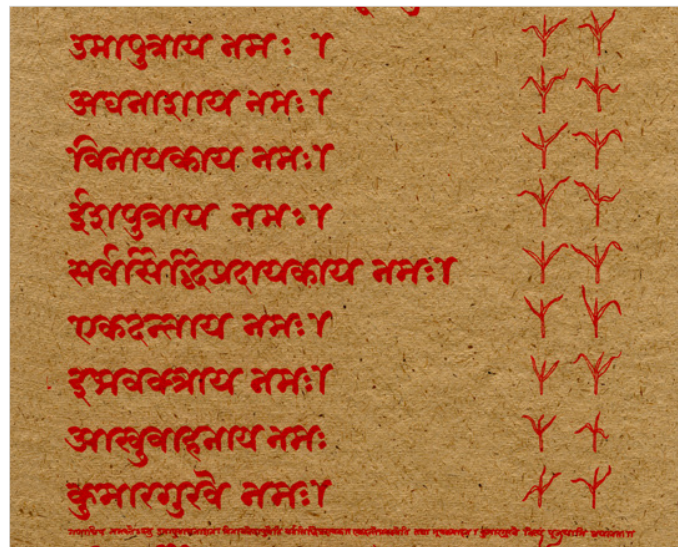 उमापुत्राय नमः ।
अघनाशाय नमः ।
विनायकाय नमः ।
ईशपुत्राय नमः ।
सर्वसिद्धिप्रदायकाय नमः ।
एकदन्ताय नमः ।
इभवक्त्राय नमः ।
आखुवाहनाय नमः
कुमारगुरवे नमः ।